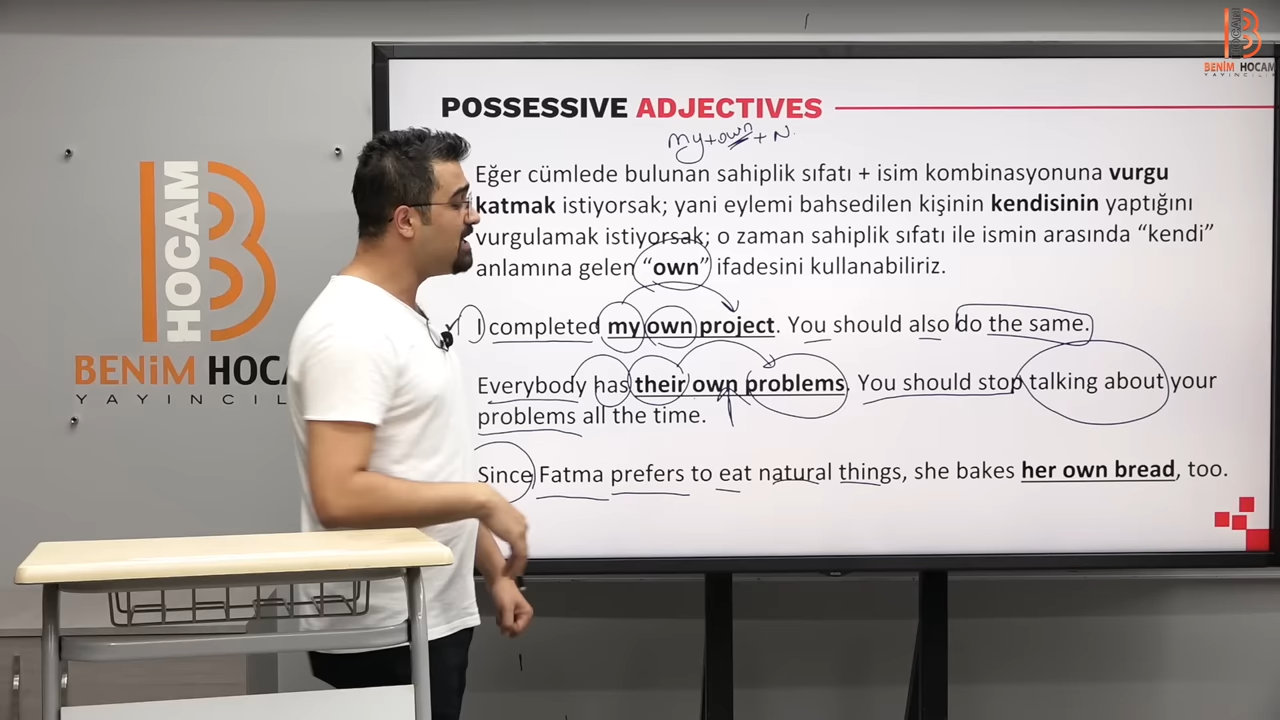 HOCAM
BENİM HOCAM
YAYINCILIK
POSSESSIVE ADJECTIVES
my+own+N.
Eğer cümlede bulunan sahiplik sıfatı + isim kombinasyonuna vurgu
katmak istiyorsak; yani eylemi bahsedilen kişinin kendisinin yaptığını
vurgulamak istiyorsak; o zaman sahiplik sıfatı ile ismin arasında “kendi”
anlamına gelen “own” ifadesini kullanabiliriz.
I completed my own project. You should also do the same.
Everybody has their own problems. You should stop talking about your
problems all the time.
Since Fatma prefers to eat natural things, she bakes her own bread, too.
HOCAM
BENİM HOCA
YAYINCIL